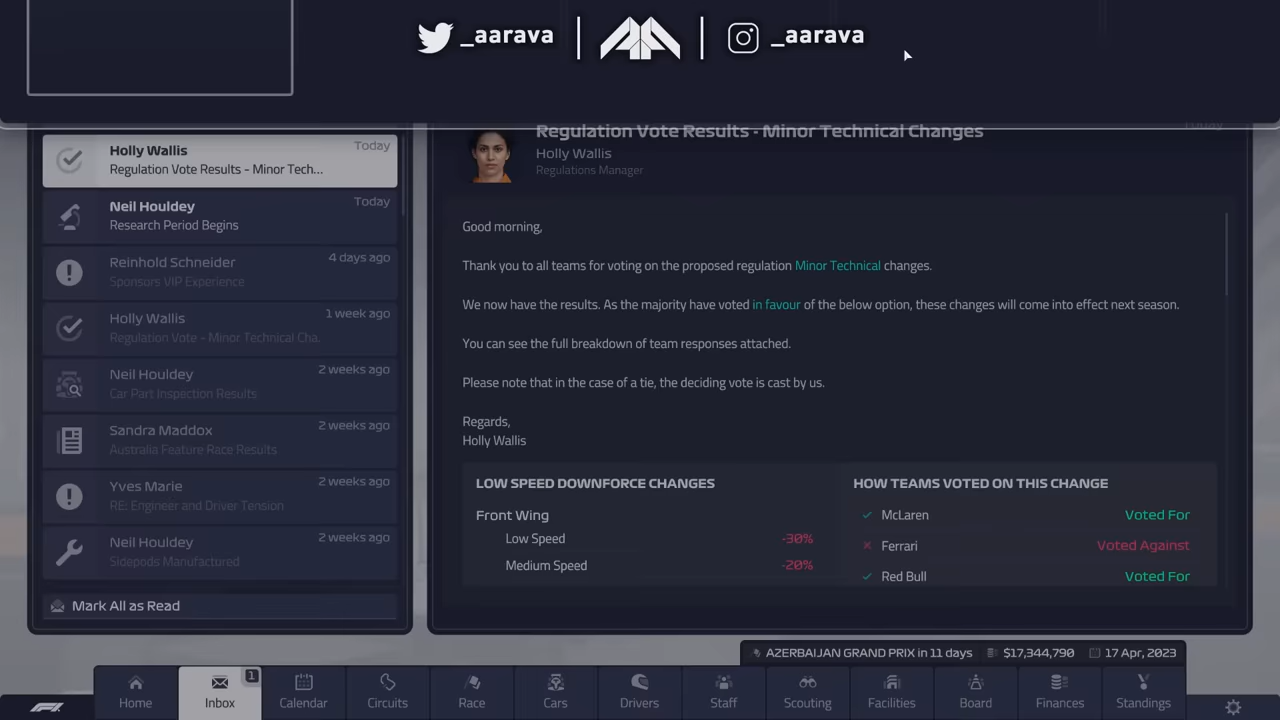 _aarava
_aarava
Holly Wallis
Today
Regulation Vote Results - Minor Tech...
Neil Houldey
Today
Research Period Begins
Reinhold Schneider
4 days ago
Sponsors VIP Experience
Holly Wallis
1 week ago
Regulation Vote - Minor Technical Cha.
Neil Houldey
2 weeks ago
Car Part Inspection Results
Sandra Maddox
2 weeks ago
Australia Feature Race Results
Yves Marie
2 weeks ago
RE: Engineer and Driver Tension
Neil Houldey
2 weeks ago
Sidepods Manufactured
Mark All as Read
Regulation Vote Results - Minor Technical Changes
Today
Holly Wallis
Regulations Manager
Good morning,
Thank you to all teams for voting on the proposed regulation Minor Technical changes.
We now have the results. As the majority have voted in favour of the below option, these changes will come into effect next season.
You can see the full breakdown of team responses attached.
Please note that in the case of a tie, the deciding vote is cast by us.
Regards,
Holly Wallis
LOW SPEED DOWNFORCE CHANGES
Front Wing
Low Speed -30%
Medium Speed -20%
HOW TEAMS VOTED ON THIS CHANGE
McLaren Voted For
Ferrari Voted Against
Red Bull Voted For
AZERBAIJAN GRAND PRIX in 11 days $17,344,790 17 Apr, 2023
1
Home Inbox Calendar Circuits Race Cars Drivers Staff Scouting Facilities Board Finances Standings